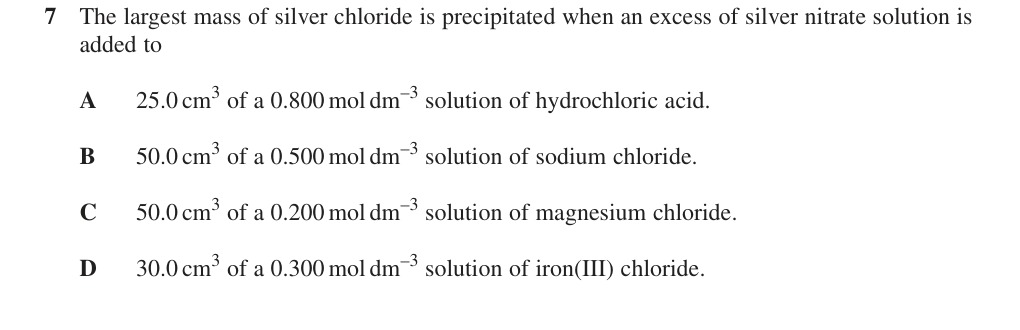 7 The largest mass of silver chloride is precipitated when an excess of silver nitrate solution is
added to
A 25.0 cm³ of a 0.800 mol dm⁻³ solution of hydrochloric acid.
B 50.0 cm³ of a 0.500 mol dm⁻³ solution of sodium chloride.
C 50.0 cm³ of a 0.200 mol dm⁻³ solution of magnesium chloride.
D 30.0 cm³ of a 0.300 mol dm⁻³ solution of iron(III) chloride.